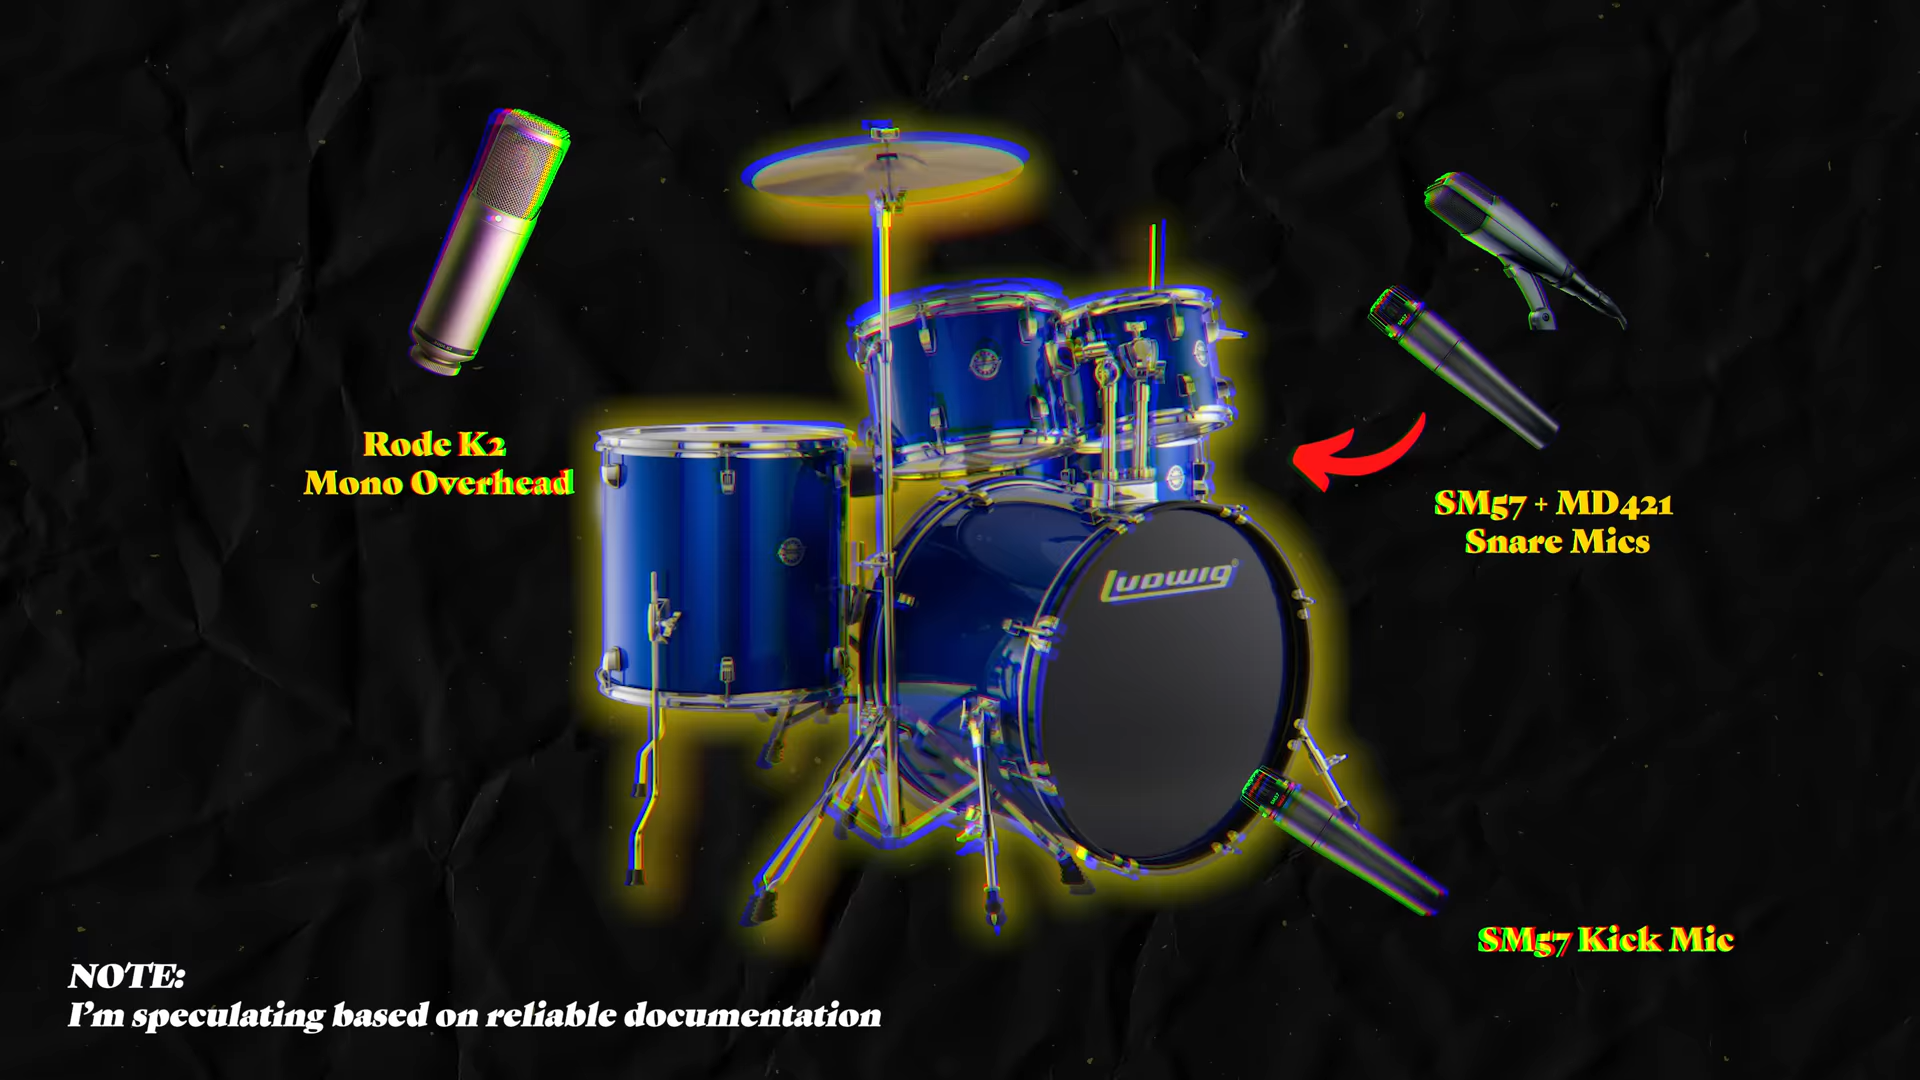 Rode K2
Mono Overhead
SM57 + MD421
Snare Mics
Ludwig
SM57 Kick Mic
NOTE:
I'm speculating based on reliable documentation